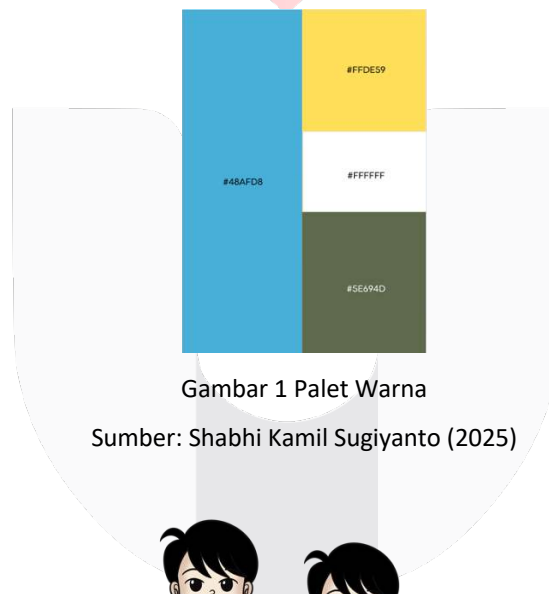 #FFDE59
#48AFD8
#FFFFFF
#5E694D
Gambar 1 Palet Warna
Sumber: Shabhi Kamil Sugiyanto (2025)